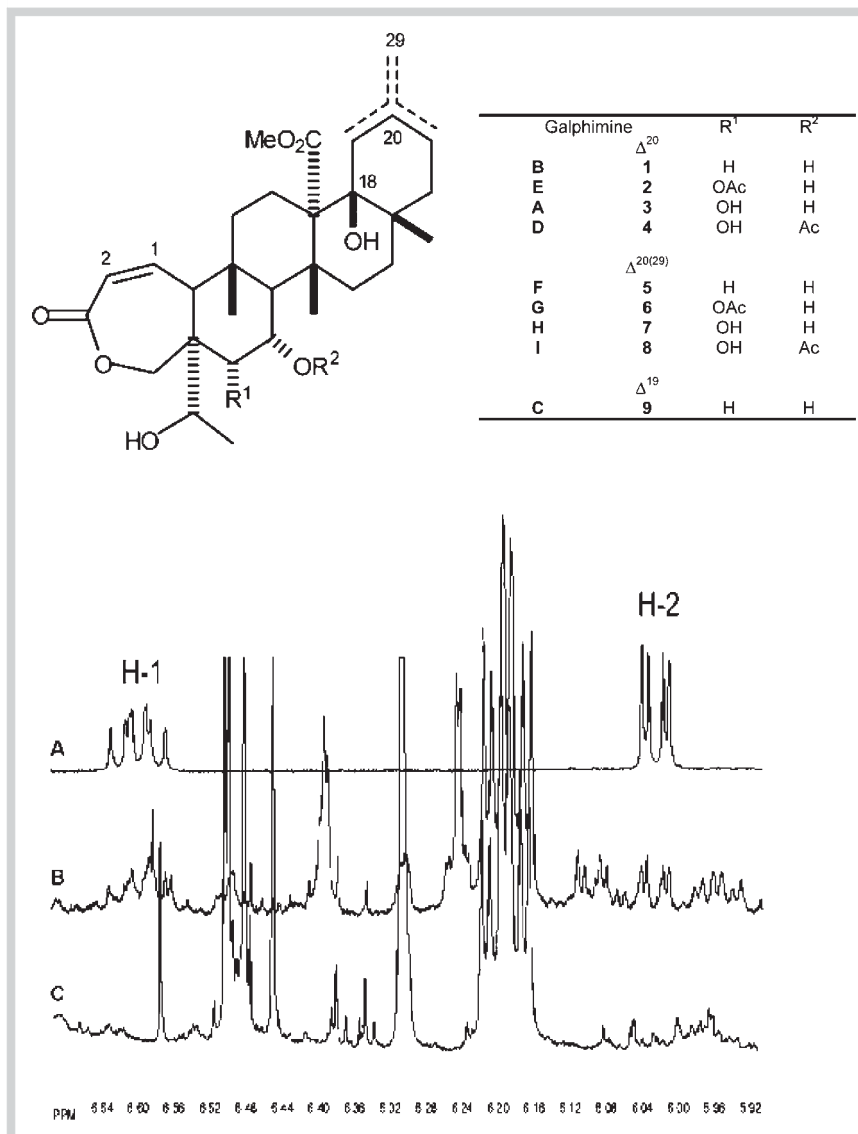 29
20
MeO₂C
18
OH
1
2
O
O
R¹
OR²
HO
Galphimine R¹ R²
Δ²⁰
B 1 H H
E 2 OAc H
A 3 OH H
D 4 OH Ac
Δ²⁰⁽²⁹⁾
F 5 H H
G 6 OAc H
H 7 OH H
I 8 OH Ac
Δ¹⁹
C 9 H H
H-1
H-2
A
B
C
PPM 6.64 6.60 6.56 6.52 6.48 6.44 6.40 6.36 6.32 6.28 6.24 6.20 6.16 6.12 6.08 6.04 6.00 5.96 5.92